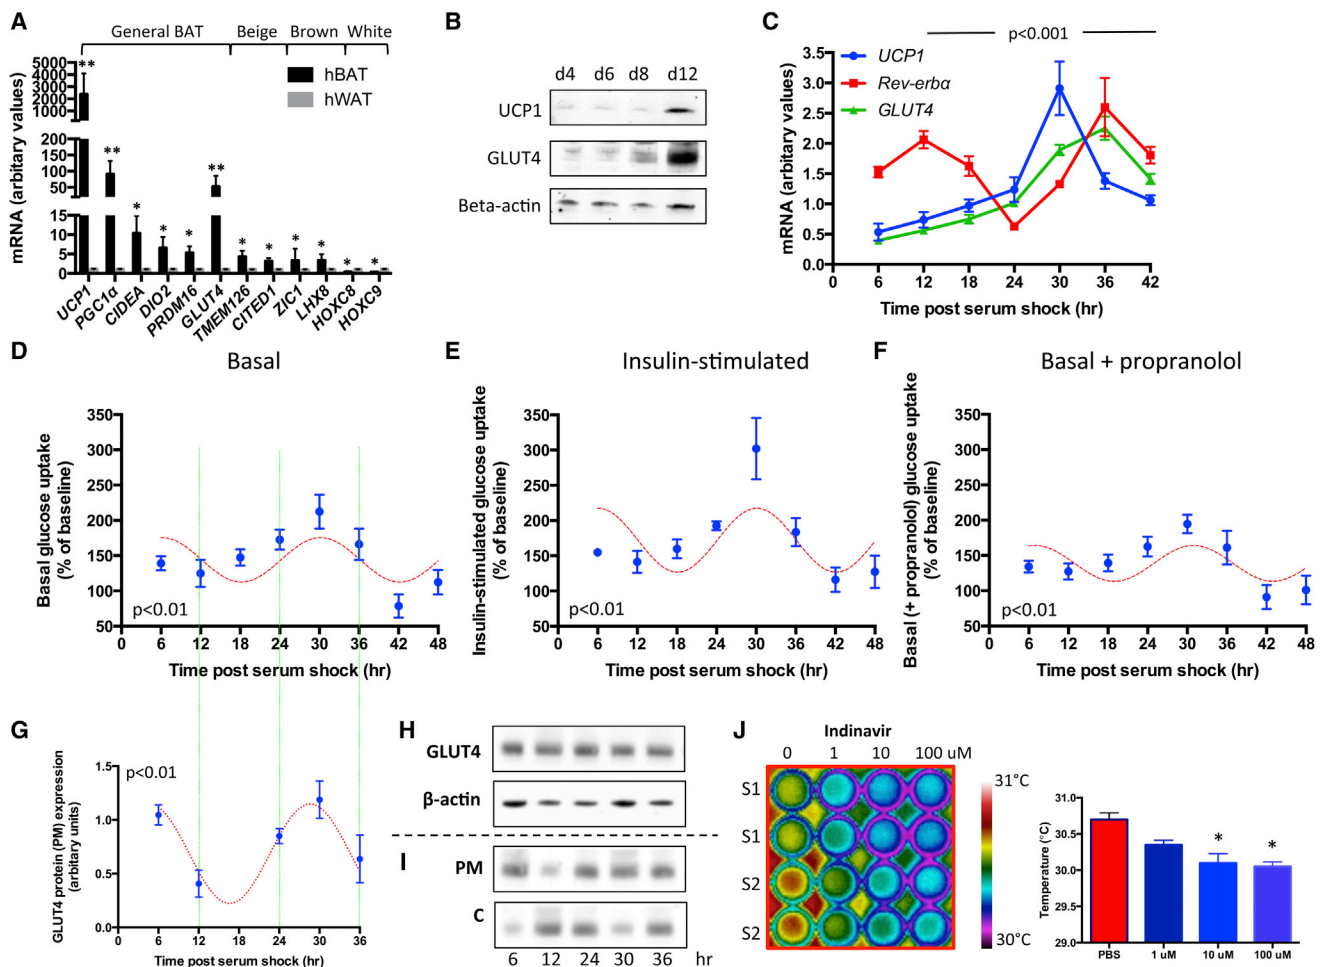 A
General BAT Beige Brown White
mRNA (arbitary values)
5000
4000
3000
2000
1000
200
150
100
50
15
10
5
0
** ** * * * ** * * * * * *
hBAT
hWAT
UCP1 PGC1α CIDEA DIO2 PRDM16 GLUT4 TMEM126 CITED1 ZIC1 LHX8 HOXC8 HOXC9
B
d4 d6 d8 d12
UCP1
GLUT4
Beta-actin
C
p<0.001
UCP1
Rev-erbα
GLUT4
mRNA (arbitary values)
3.5
3.0
2.5
2.0
1.5
1.0
0.5
0.0
0 6 12 18 24 30 36 42
Time post serum shock (hr)
D
Basal
Basal glucose uptake
(% of baseline)
350
300
250
200
150
100
50
p<0.01
0 6 12 18 24 30 36 42 48
Time post serum shock (hr)
E
Insulin-stimulated
Insulin-stimulated glucose uptake
(% of baseline)
350
300
250
200
150
100
50
p<0.01
0 6 12 18 24 30 36 42 48
Time post serum shock (hr)
F
Basal + propranolol
Basal (+ propranolol) glucose uptake
(% of baseline)
350
300
250
200
150
100
50
p<0.01
0 6 12 18 24 30 36 42 48
Time post serum shock (hr)
G
GLUT4 protein (PM) expression
(arbitary units)
1.5
1.0
0.5
0.0
p<0.01
0 6 12 18 24 30 36
Time post serum shock (hr)
H
GLUT4
β-actin
I
PM
C
6 12 24 30 36 hr
J
Indinavir
0 1 10 100 uM
S1
S1
S2
S2
31°C
30°C
Temperature (°C)
31.0
30.5
30.0
29.5
29.0
* *
PBS 1 uM 10 uM 100 uM